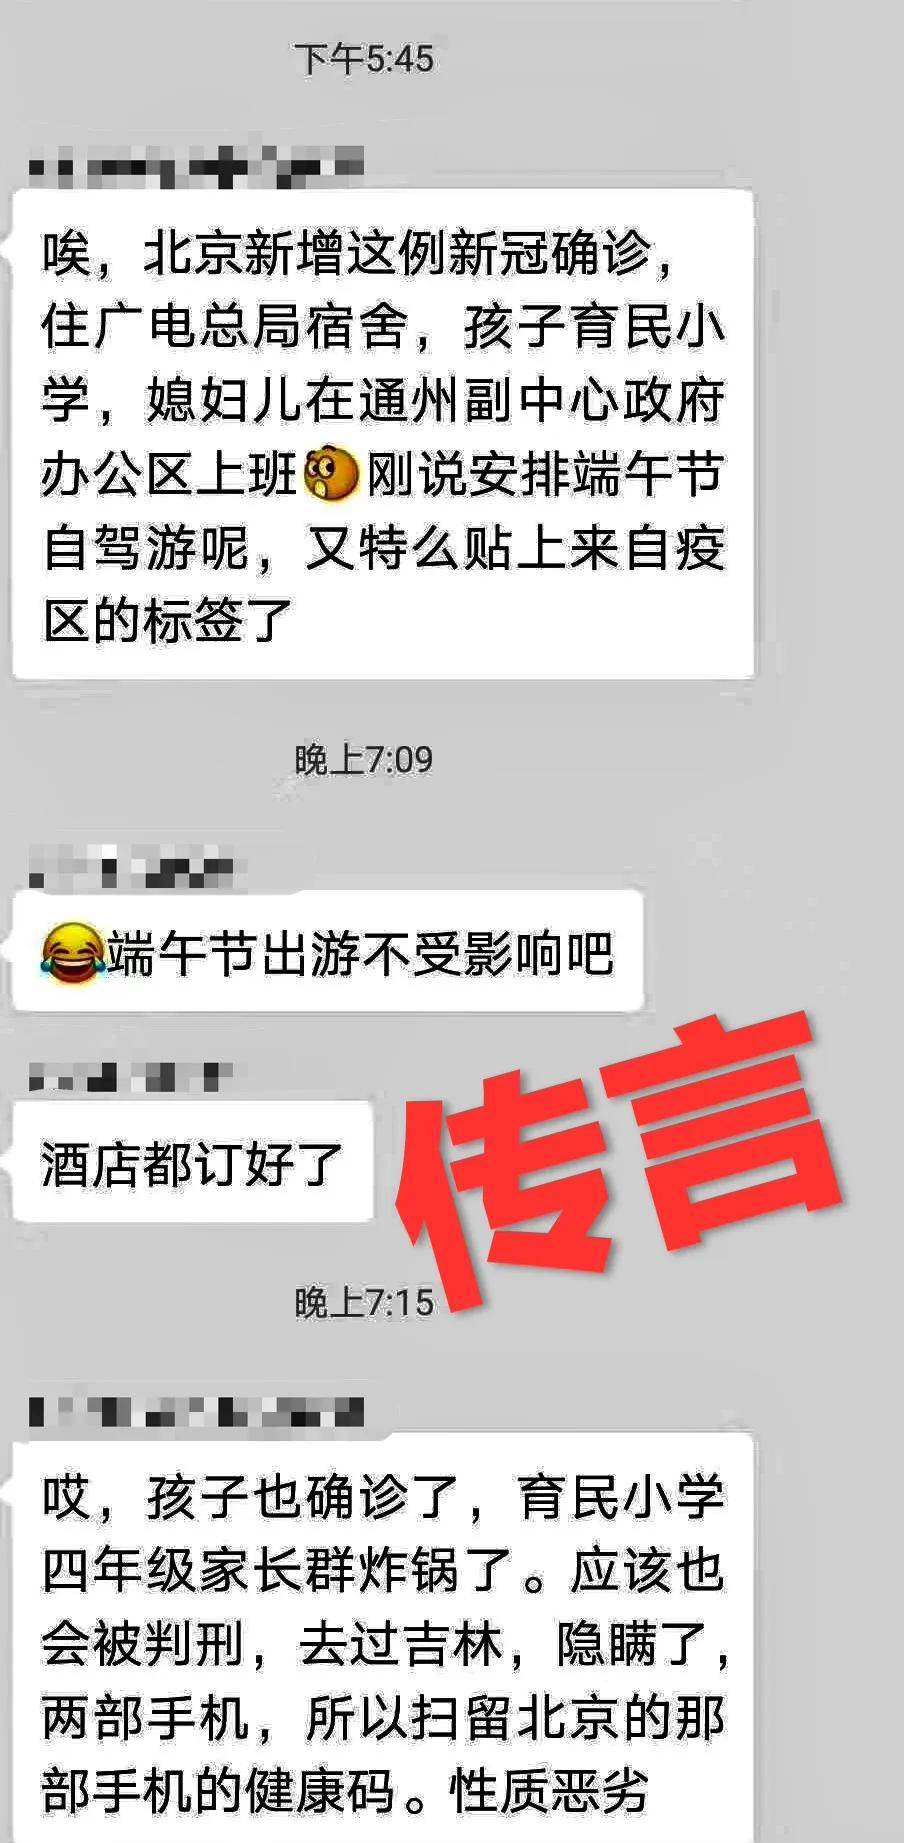 下午5:45
唉，北京新增这例新冠确诊，
住广电总局宿舍，孩子育民小
学，媳妇儿在通州副中心政府
办公区上班😳刚说安排端午节
自驾游呢，又特么贴上来自疫
区的标签了
晚上7:09
😂端午节出游不受影响吧
酒店都订好了
传言
晚上7:15
哎，孩子也确诊了，育民小学
四年级家长群炸锅了。应该也
会被判刑，去过吉林，隐瞒了，
两部手机，所以扫留北京的那
部手机的健康码。性质恶劣